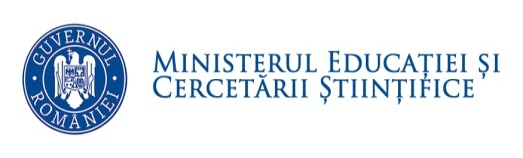 GUVERNUL ROMÂNIEI
MINISTERUL EDUCAȚIEI ȘI
CERCETĂRII ȘTIINȚIFICE